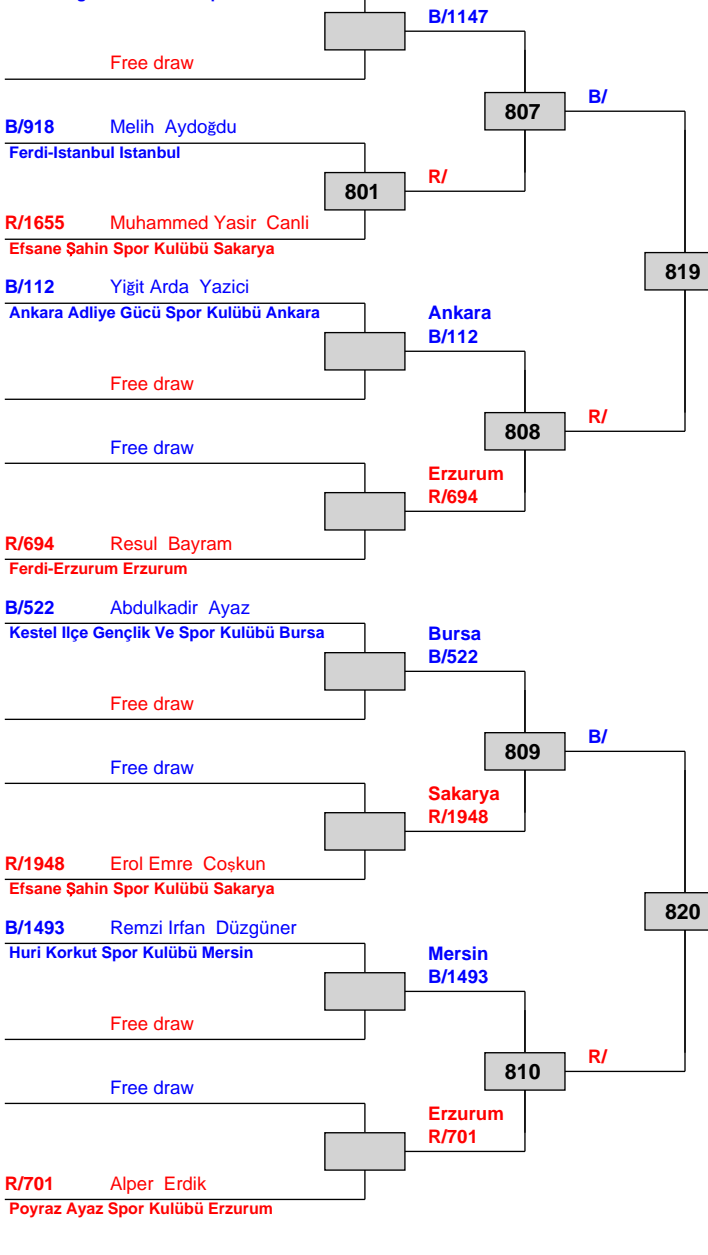 B/1147
Free draw
807
B/
B/918 Melih Aydoğdu
Ferdi-Istanbul Istanbul
801
R/
R/1655 Muhammed Yasir Canli
Efsane Şahin Spor Kulübü Sakarya
819
B/112 Yiğit Arda Yazici
Ankara Adliye Gücü Spor Kulübü Ankara
Ankara
B/112
Free draw
808
R/
Free draw
Erzurum
R/694
R/694 Resul Bayram
Ferdi-Erzurum Erzurum
B/522 Abdulkadir Ayaz
Kestel Ilçe Gençlik Ve Spor Kulübü Bursa
Bursa
B/522
Free draw
809
B/
Free draw
Sakarya
R/1948
R/1948 Erol Emre Coşkun
Efsane Şahin Spor Kulübü Sakarya
820
B/1493 Remzi Irfan Düzgüner
Huri Korkut Spor Kulübü Mersin
Mersin
B/1493
Free draw
810
R/
Free draw
Erzurum
R/701
R/701 Alper Erdik
Poyraz Ayaz Spor Kulübü Erzurum